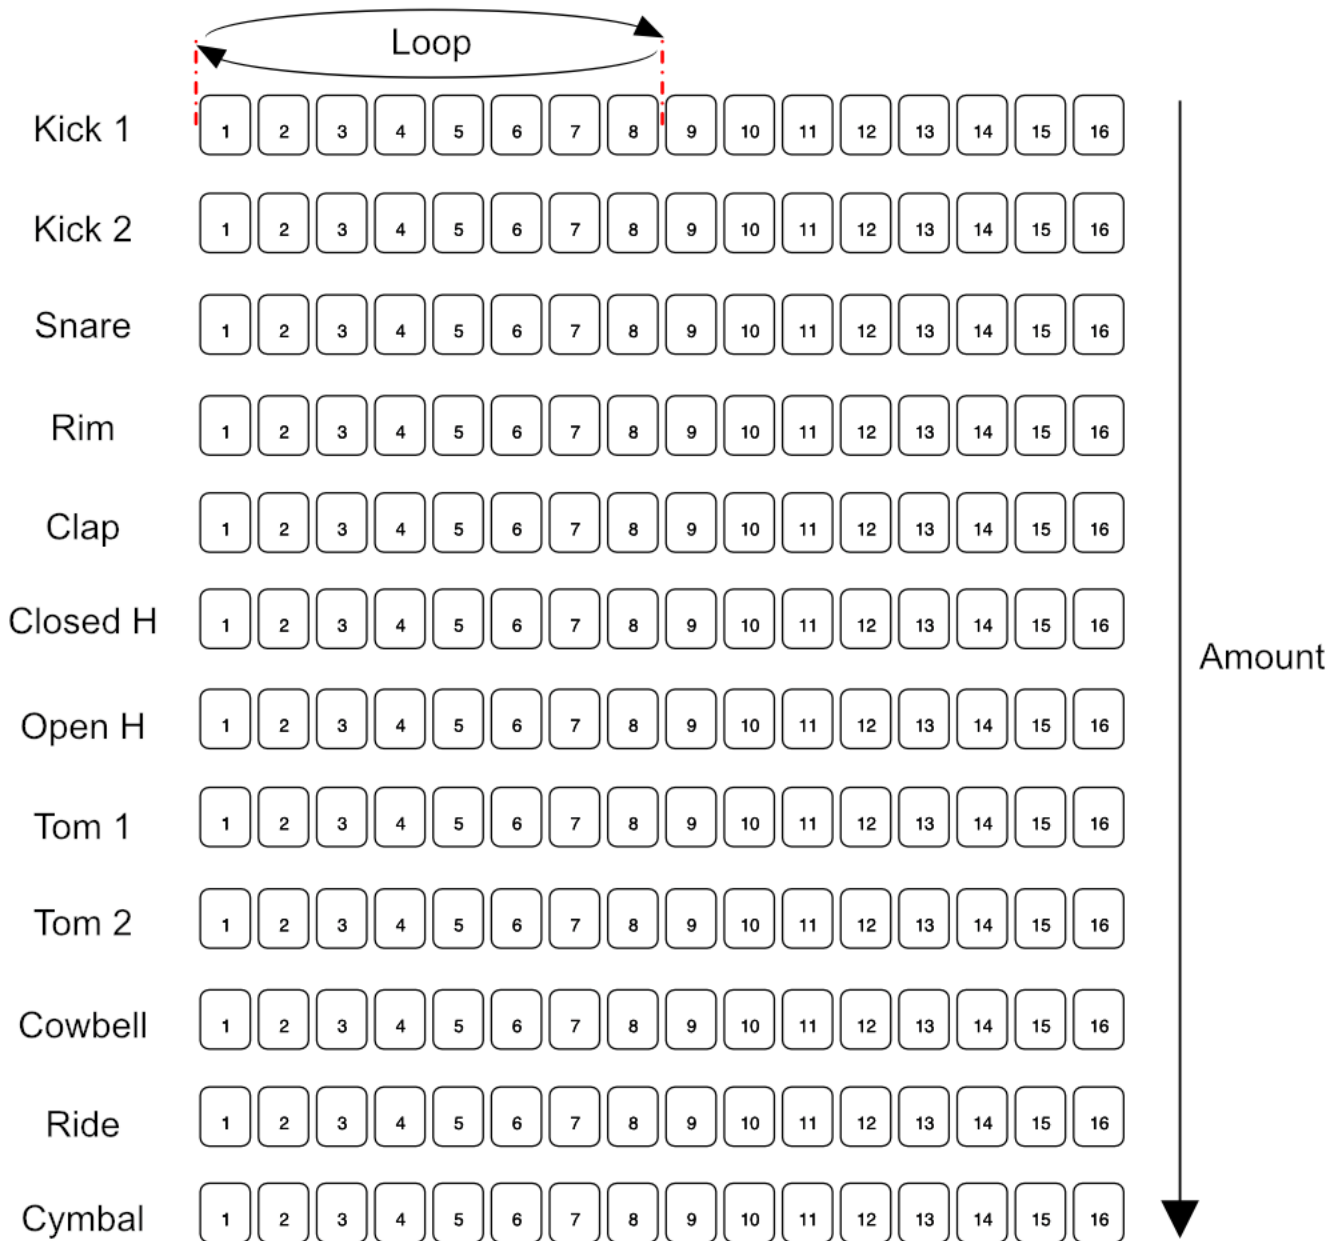 Loop
Kick 1 1 2 3 4 5 6 7 8 9 10 11 12 13 14 15 16
Kick 2 1 2 3 4 5 6 7 8 9 10 11 12 13 14 15 16
Snare 1 2 3 4 5 6 7 8 9 10 11 12 13 14 15 16
Rim 1 2 3 4 5 6 7 8 9 10 11 12 13 14 15 16
Clap 1 2 3 4 5 6 7 8 9 10 11 12 13 14 15 16
Closed H 1 2 3 4 5 6 7 8 9 10 11 12 13 14 15 16
Amount
Open H 1 2 3 4 5 6 7 8 9 10 11 12 13 14 15 16
Tom 1 1 2 3 4 5 6 7 8 9 10 11 12 13 14 15 16
Tom 2 1 2 3 4 5 6 7 8 9 10 11 12 13 14 15 16
Cowbell 1 2 3 4 5 6 7 8 9 10 11 12 13 14 15 16
Ride 1 2 3 4 5 6 7 8 9 10 11 12 13 14 15 16
Cymbal 1 2 3 4 5 6 7 8 9 10 11 12 13 14 15 16